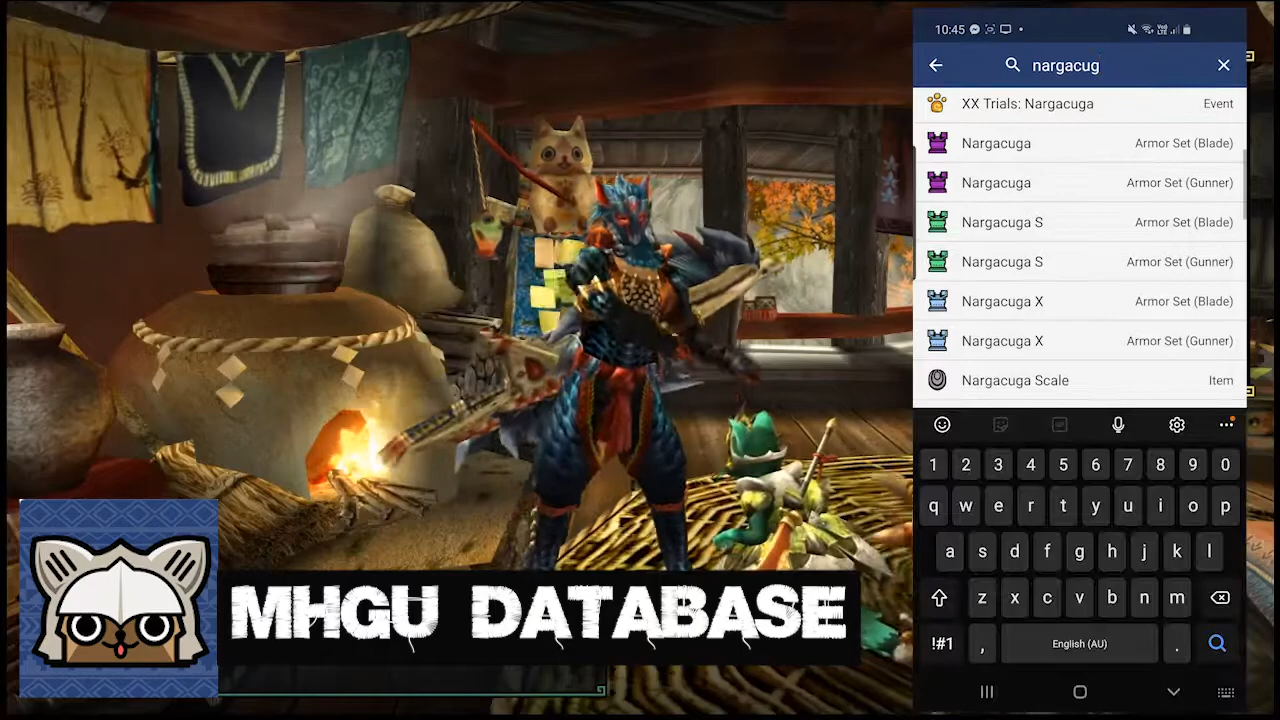 10:45
nargacug
XX Trials: Nargacuga Event
Nargacuga Armor Set (Blade)
Nargacuga Armor Set (Gunner)
Nargacuga S Armor Set (Blade)
Nargacuga S Armor Set (Gunner)
Nargacuga X Armor Set (Blade)
Nargacuga X Armor Set (Gunner)
Nargacuga Scale Item
1 2 3 4 5 6 7 8 9 0
q w e r t y u i o p
a s d f g h j k l
z x c v b n m
!#1 , English (AU) .
MHGU DATABASE